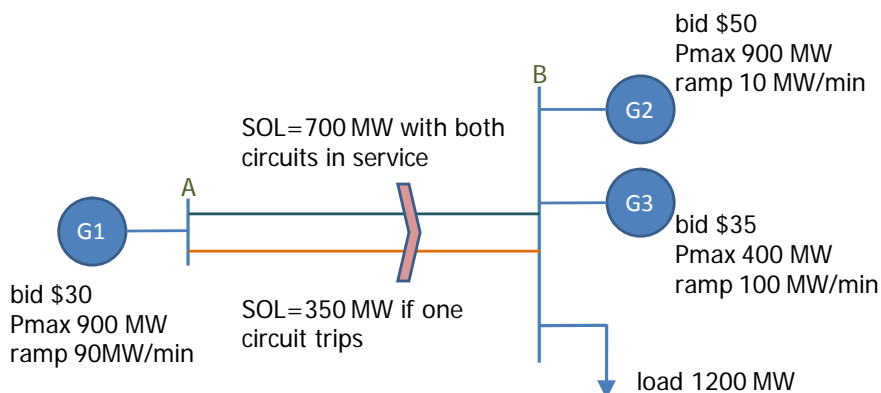 bid $50
Pmax 900 MW
ramp 10 MW/min
B
G2
SOL=700 MW with both
circuits in service
A
G1
G3
bid $35
Pmax 400 MW
ramp 100 MW/min
bid $30
Pmax 900 MW
ramp 90MW/min
SOL=350 MW if one
circuit trips
load 1200 MW